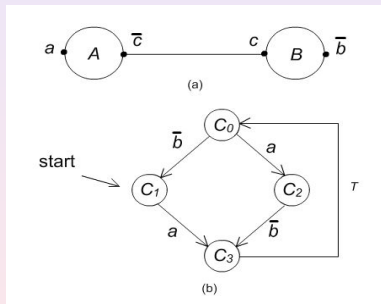 a A c̅ c B b̅
(a)
C₀
b̅ a
start
C₁ C₂ T
a b̅
C₃
(b)